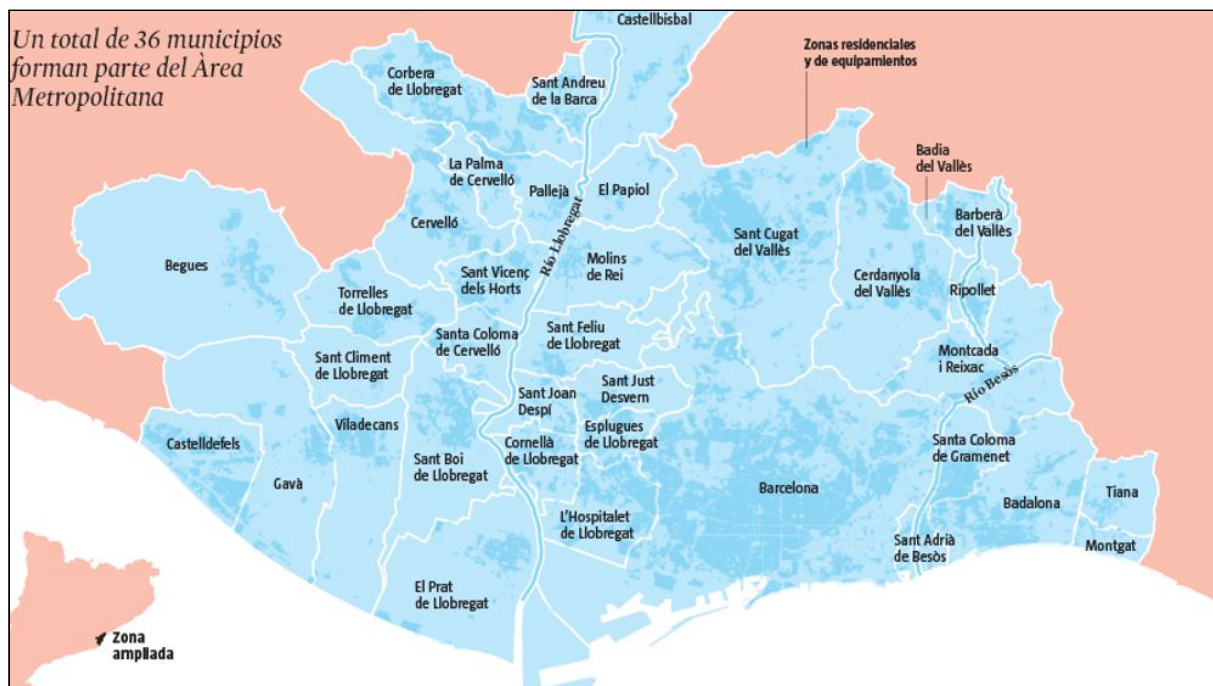 Un total de 36 municipios
forman parte del Àrea
Metropolitana
Castellbisbal
Zonas residenciales
y de equipamientos
Corbera
de Llobregat
Sant Andreu
de la Barca
Badia
del Vallès
La Palma
de Cervelló
Pallejà
El Papiol
Barberà
del Vallès
Cervelló
Río Llobregat
Sant Cugat
del Vallès
Begues
Sant Vicenç
dels Horts
Molins
de Rei
Cerdanyola
del Vallès
Ripollet
Torrelles
de Llobregat
Santa Coloma
de Cervelló
Sant Feliu
de Llobregat
Sant Climent
de Llobregat
Montcada
i Reixac
Río Besòs
Sant Joan
Despí
Sant Just
Desvern
Castelldefels
Viladecans
Cornellà
de Llobregat
Esplugues
de Llobregat
Santa Coloma
de Gramenet
Gavà
Sant Boi
de Llobregat
Barcelona
Badalona
Tiana
L'Hospitalet
de Llobregat
Sant Adrià
de Besòs
Montgat
El Prat
de Llobregat
Zona
ampliada